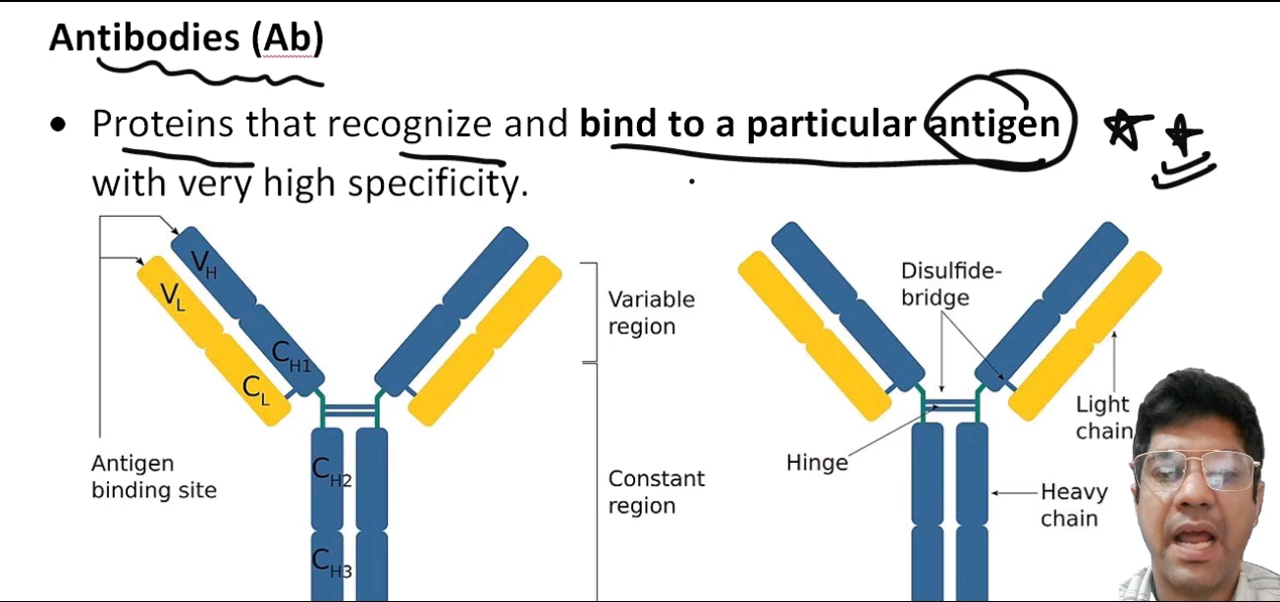 Antibodies (Ab)
• Proteins that recognize and bind to a particular antigen
with very high specificity.
VH
VL
CH1
CL
CH2
CH3
Antigen
binding site
Variable
region
Constant
region
Disulfide-
bridge
Hinge
Light
chain
Heavy
chain